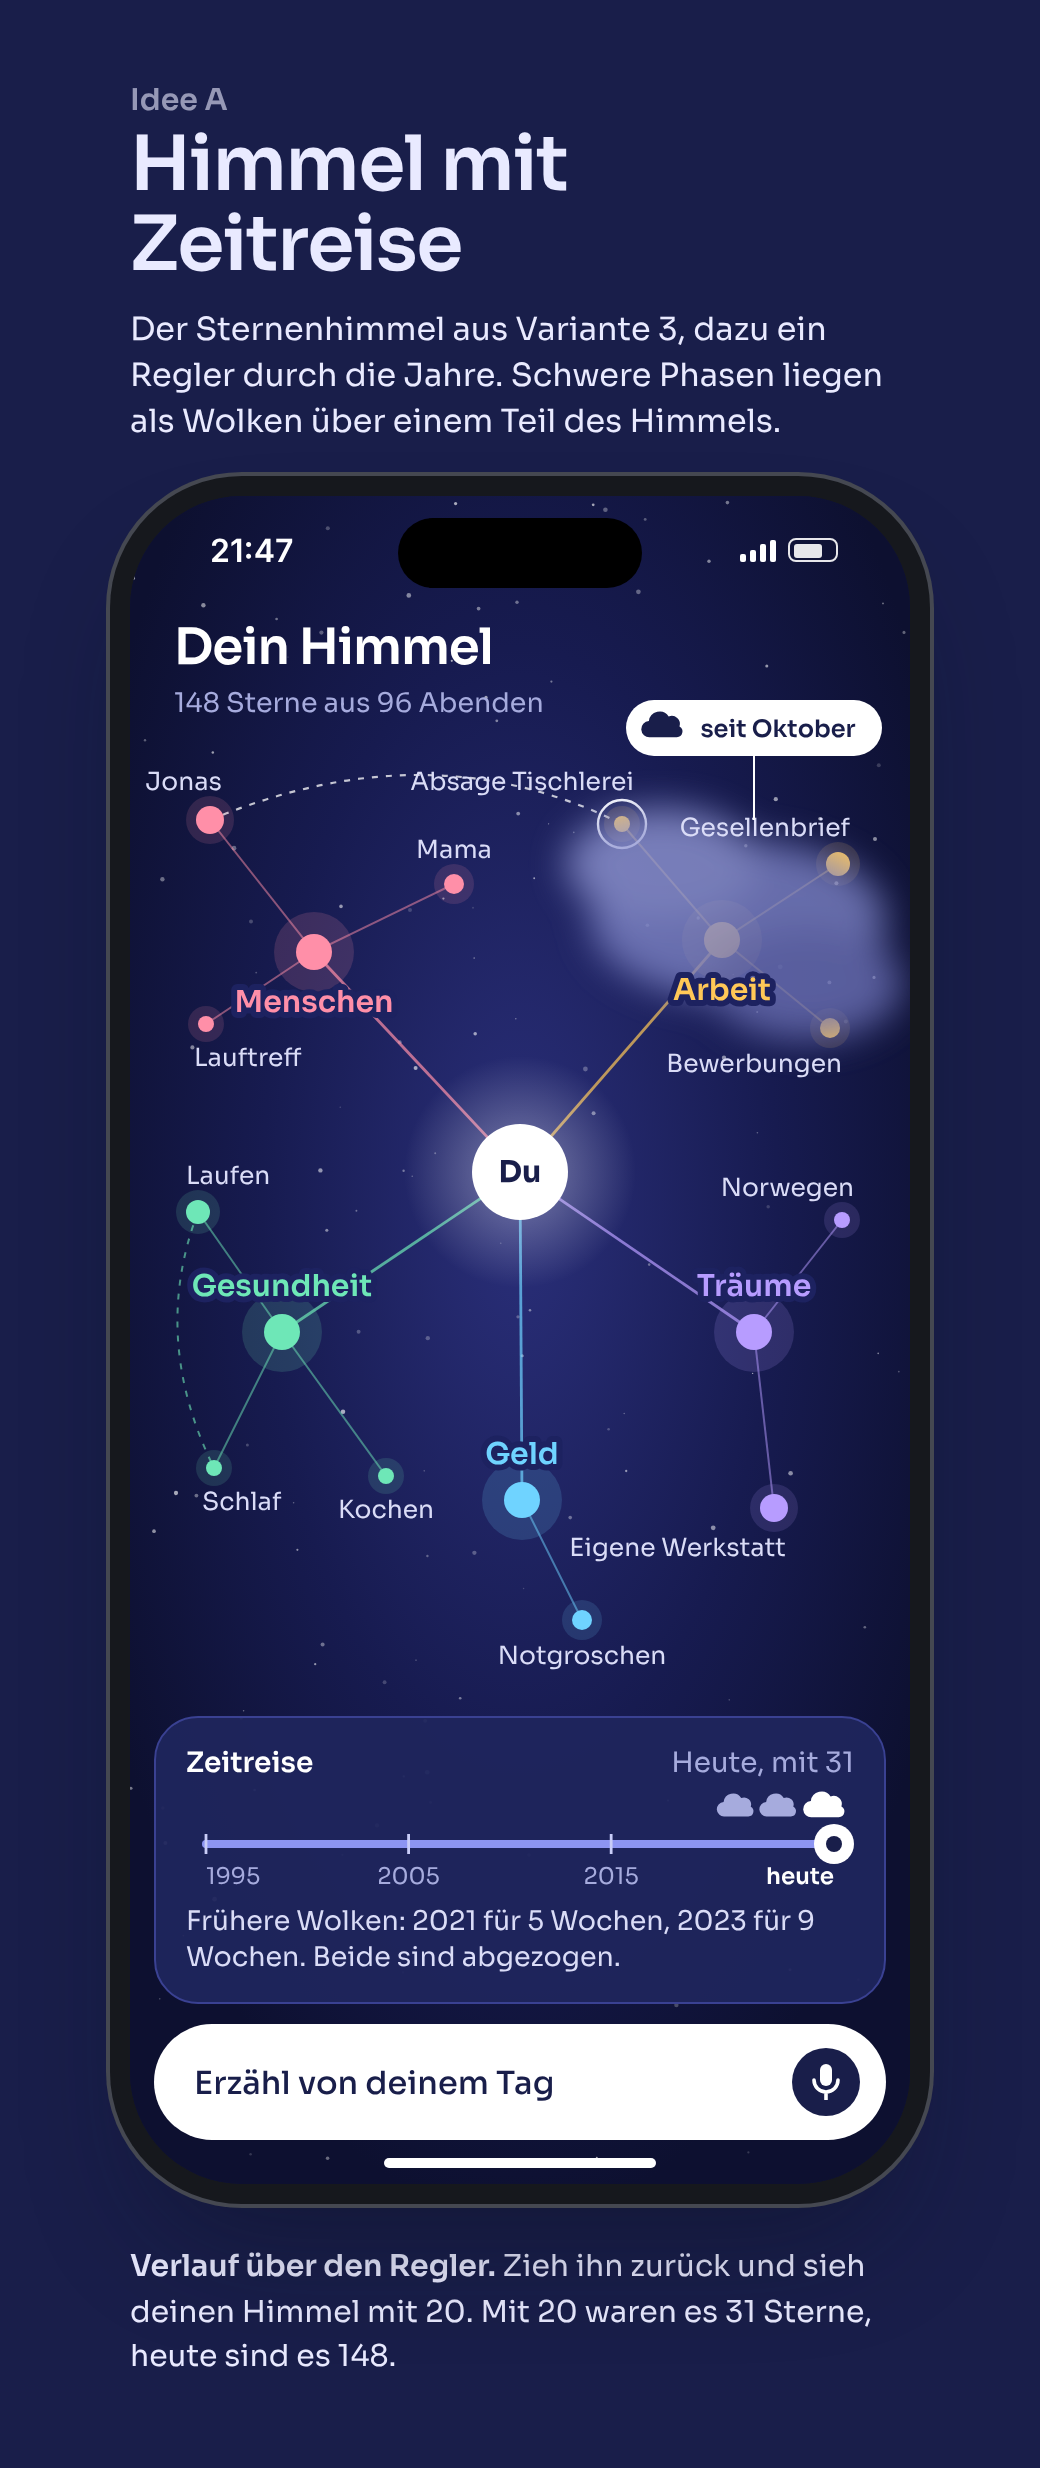 Idee A
Himmel mit
Zeitreise
Der Sternenhimmel aus Variante 3, dazu ein
Regler durch die Jahre. Schwere Phasen liegen
als Wolken über einem Teil des Himmels.
21:47
Dein Himmel
148 Sterne aus 96 Abenden
seit Oktober
Jonas
Absage Tischlerei
Gesellenbrief
Mama
Arbeit
Menschen
Lauftreff
Bewerbungen
Du
Laufen
Norwegen
Gesundheit
Träume
Geld
Schlaf
Kochen
Eigene Werkstatt
Notgroschen
Zeitreise
Heute, mit 31
1995
2005
2015
heute
Frühere Wolken: 2021 für 5 Wochen, 2023 für 9
Wochen. Beide sind abgezogen.
Erzähl von deinem Tag
Verlauf über den Regler. Zieh ihn zurück und sieh
deinen Himmel mit 20. Mit 20 waren es 31 Sterne,
heute sind es 148.